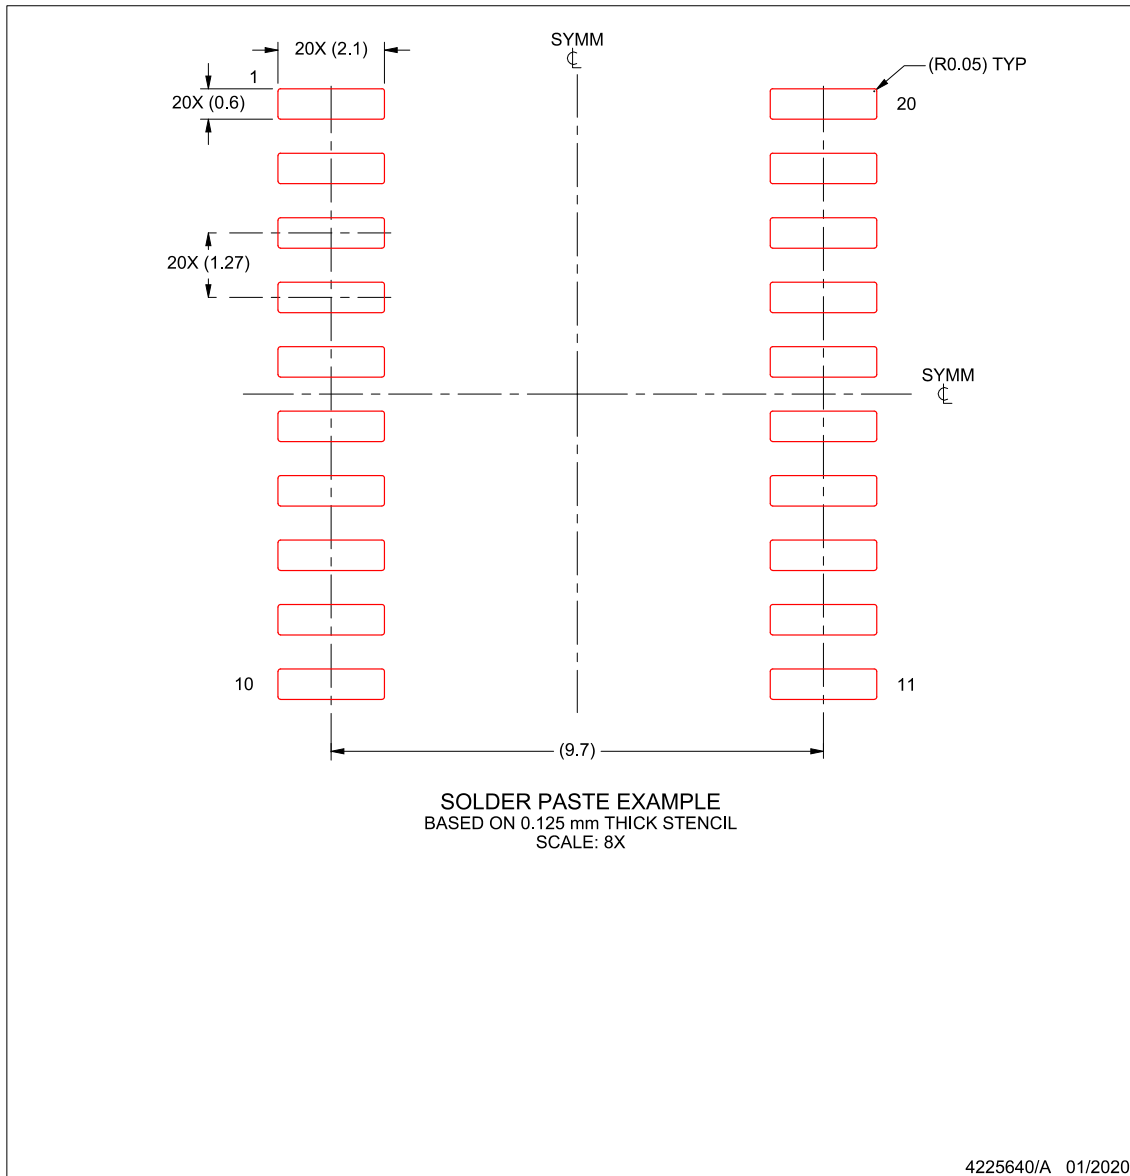 20X (2.1)
SYMM
℄
(R0.05) TYP
1
20X (0.6)
20
20X (1.27)
SYMM
℄
10
11
(9.7)
SOLDER PASTE EXAMPLE
BASED ON 0.125 mm THICK STENCIL
SCALE: 8X
4225640/A 01/2020